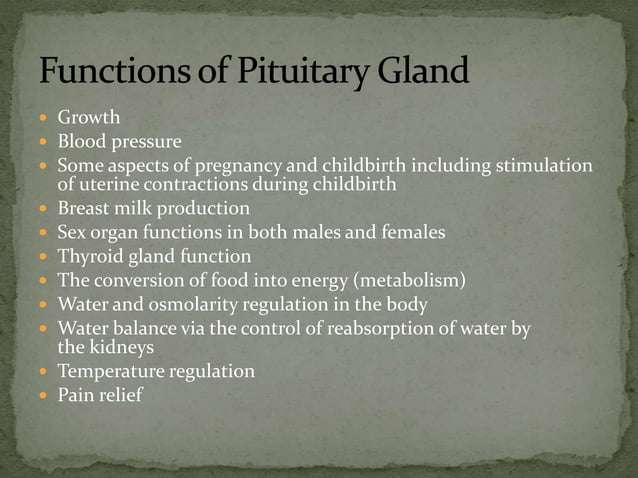 Functions of Pituitary Gland
• Growth
• Blood pressure
• Some aspects of pregnancy and childbirth including stimulation
of uterine contractions during childbirth
• Breast milk production
• Sex organ functions in both males and females
• Thyroid gland function
• The conversion of food into energy (metabolism)
• Water and osmolarity regulation in the body
• Water balance via the control of reabsorption of water by
the kidneys
• Temperature regulation
• Pain relief